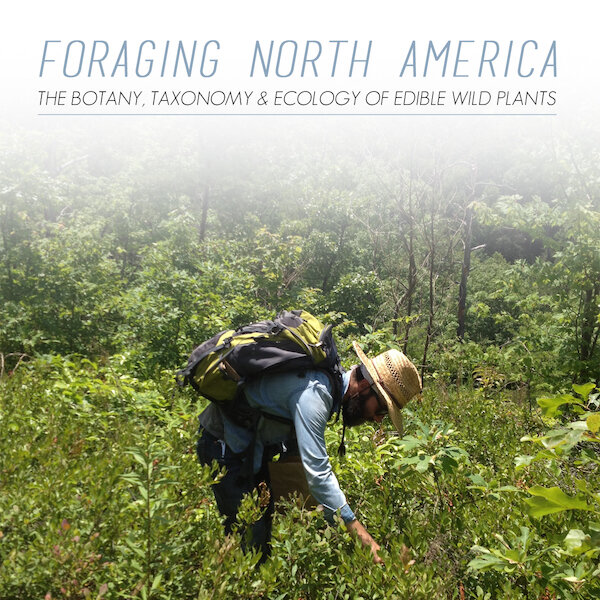 FORAGING NORTH AMERICA
THE BOTANY, TAXONOMY & ECOLOGY OF EDIBLE WILD PLANTS